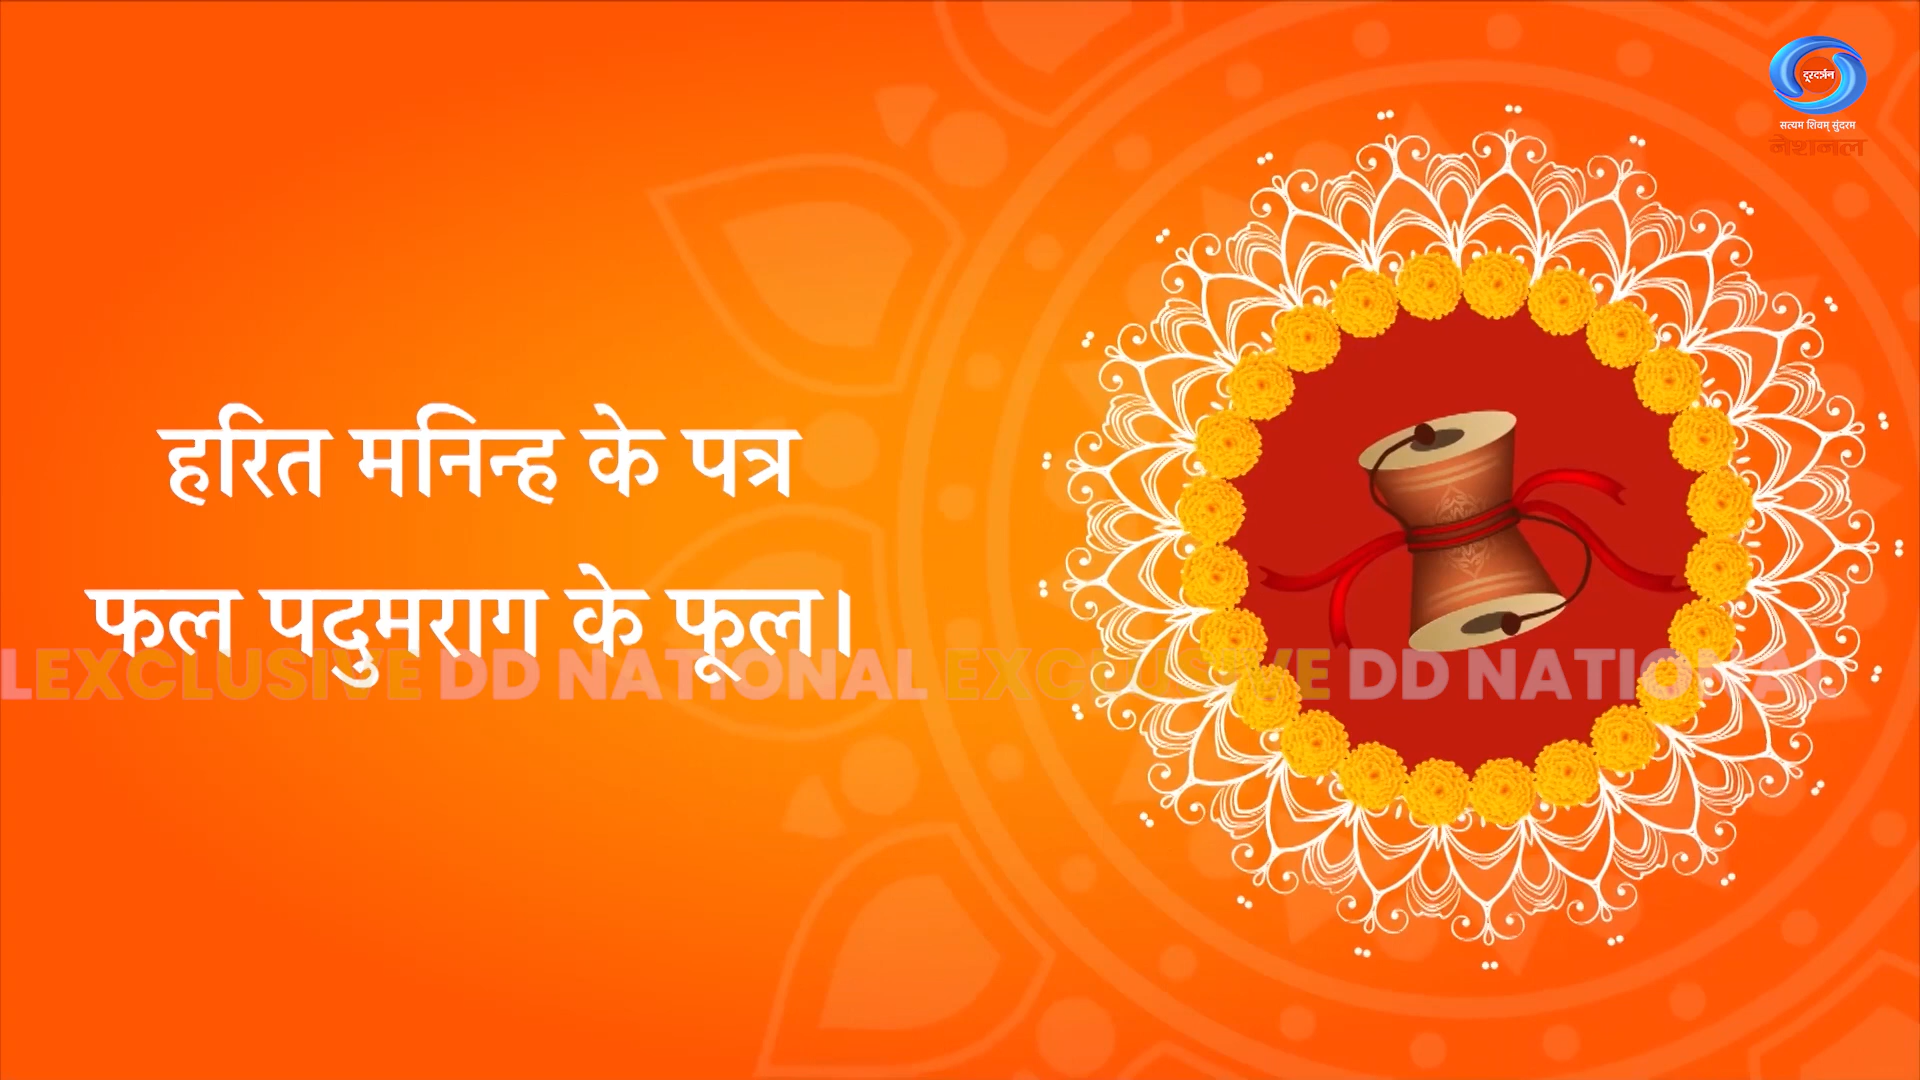 दूरदर्शन
सत्यम शिवम् सुंदरम
नेशनल
हरित मनिन्ह के पत्र
फल पदुमराग के फूल।
LEXCLUSIVE DD NATIONAL EXCLUSIVE DD NATIONAL